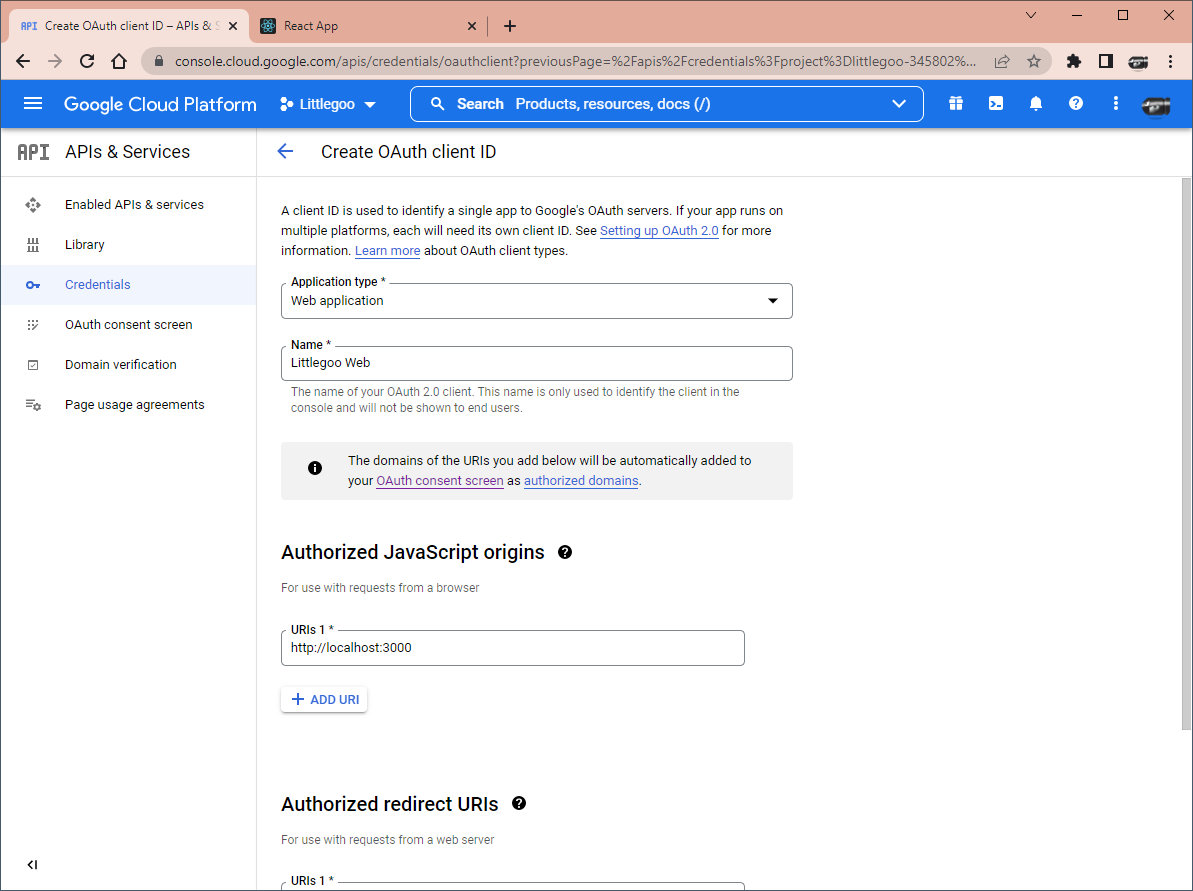 API Create OAuth client ID – APIs & S
React App
console.cloud.google.com/apis/credentials/oauthclient?previousPage=%2Fapis%2Fcredentials%3Fproject%3Dlittlegoo-345802%...
Google Cloud Platform
Littlegoo
Search Products, resources, docs (/)
API APIs & Services
Create OAuth client ID
Enabled APIs & services
Library
Credentials
OAuth consent screen
Domain verification
Page usage agreements
A client ID is used to identify a single app to Google's OAuth servers. If your app runs on
multiple platforms, each will need its own client ID. See Setting up OAuth 2.0 for more
information. Learn more about OAuth client types.
Application type *
Web application
Name *
Littlegoo Web
The name of your OAuth 2.0 client. This name is only used to identify the client in the
console and will not be shown to end users.
The domains of the URIs you add below will be automatically added to
your OAuth consent screen as authorized domains.
Authorized JavaScript origins
For use with requests from a browser
URIs 1 *
http://localhost:3000
ADD URI
Authorized redirect URIs
For use with requests from a web server
URIs 1 *